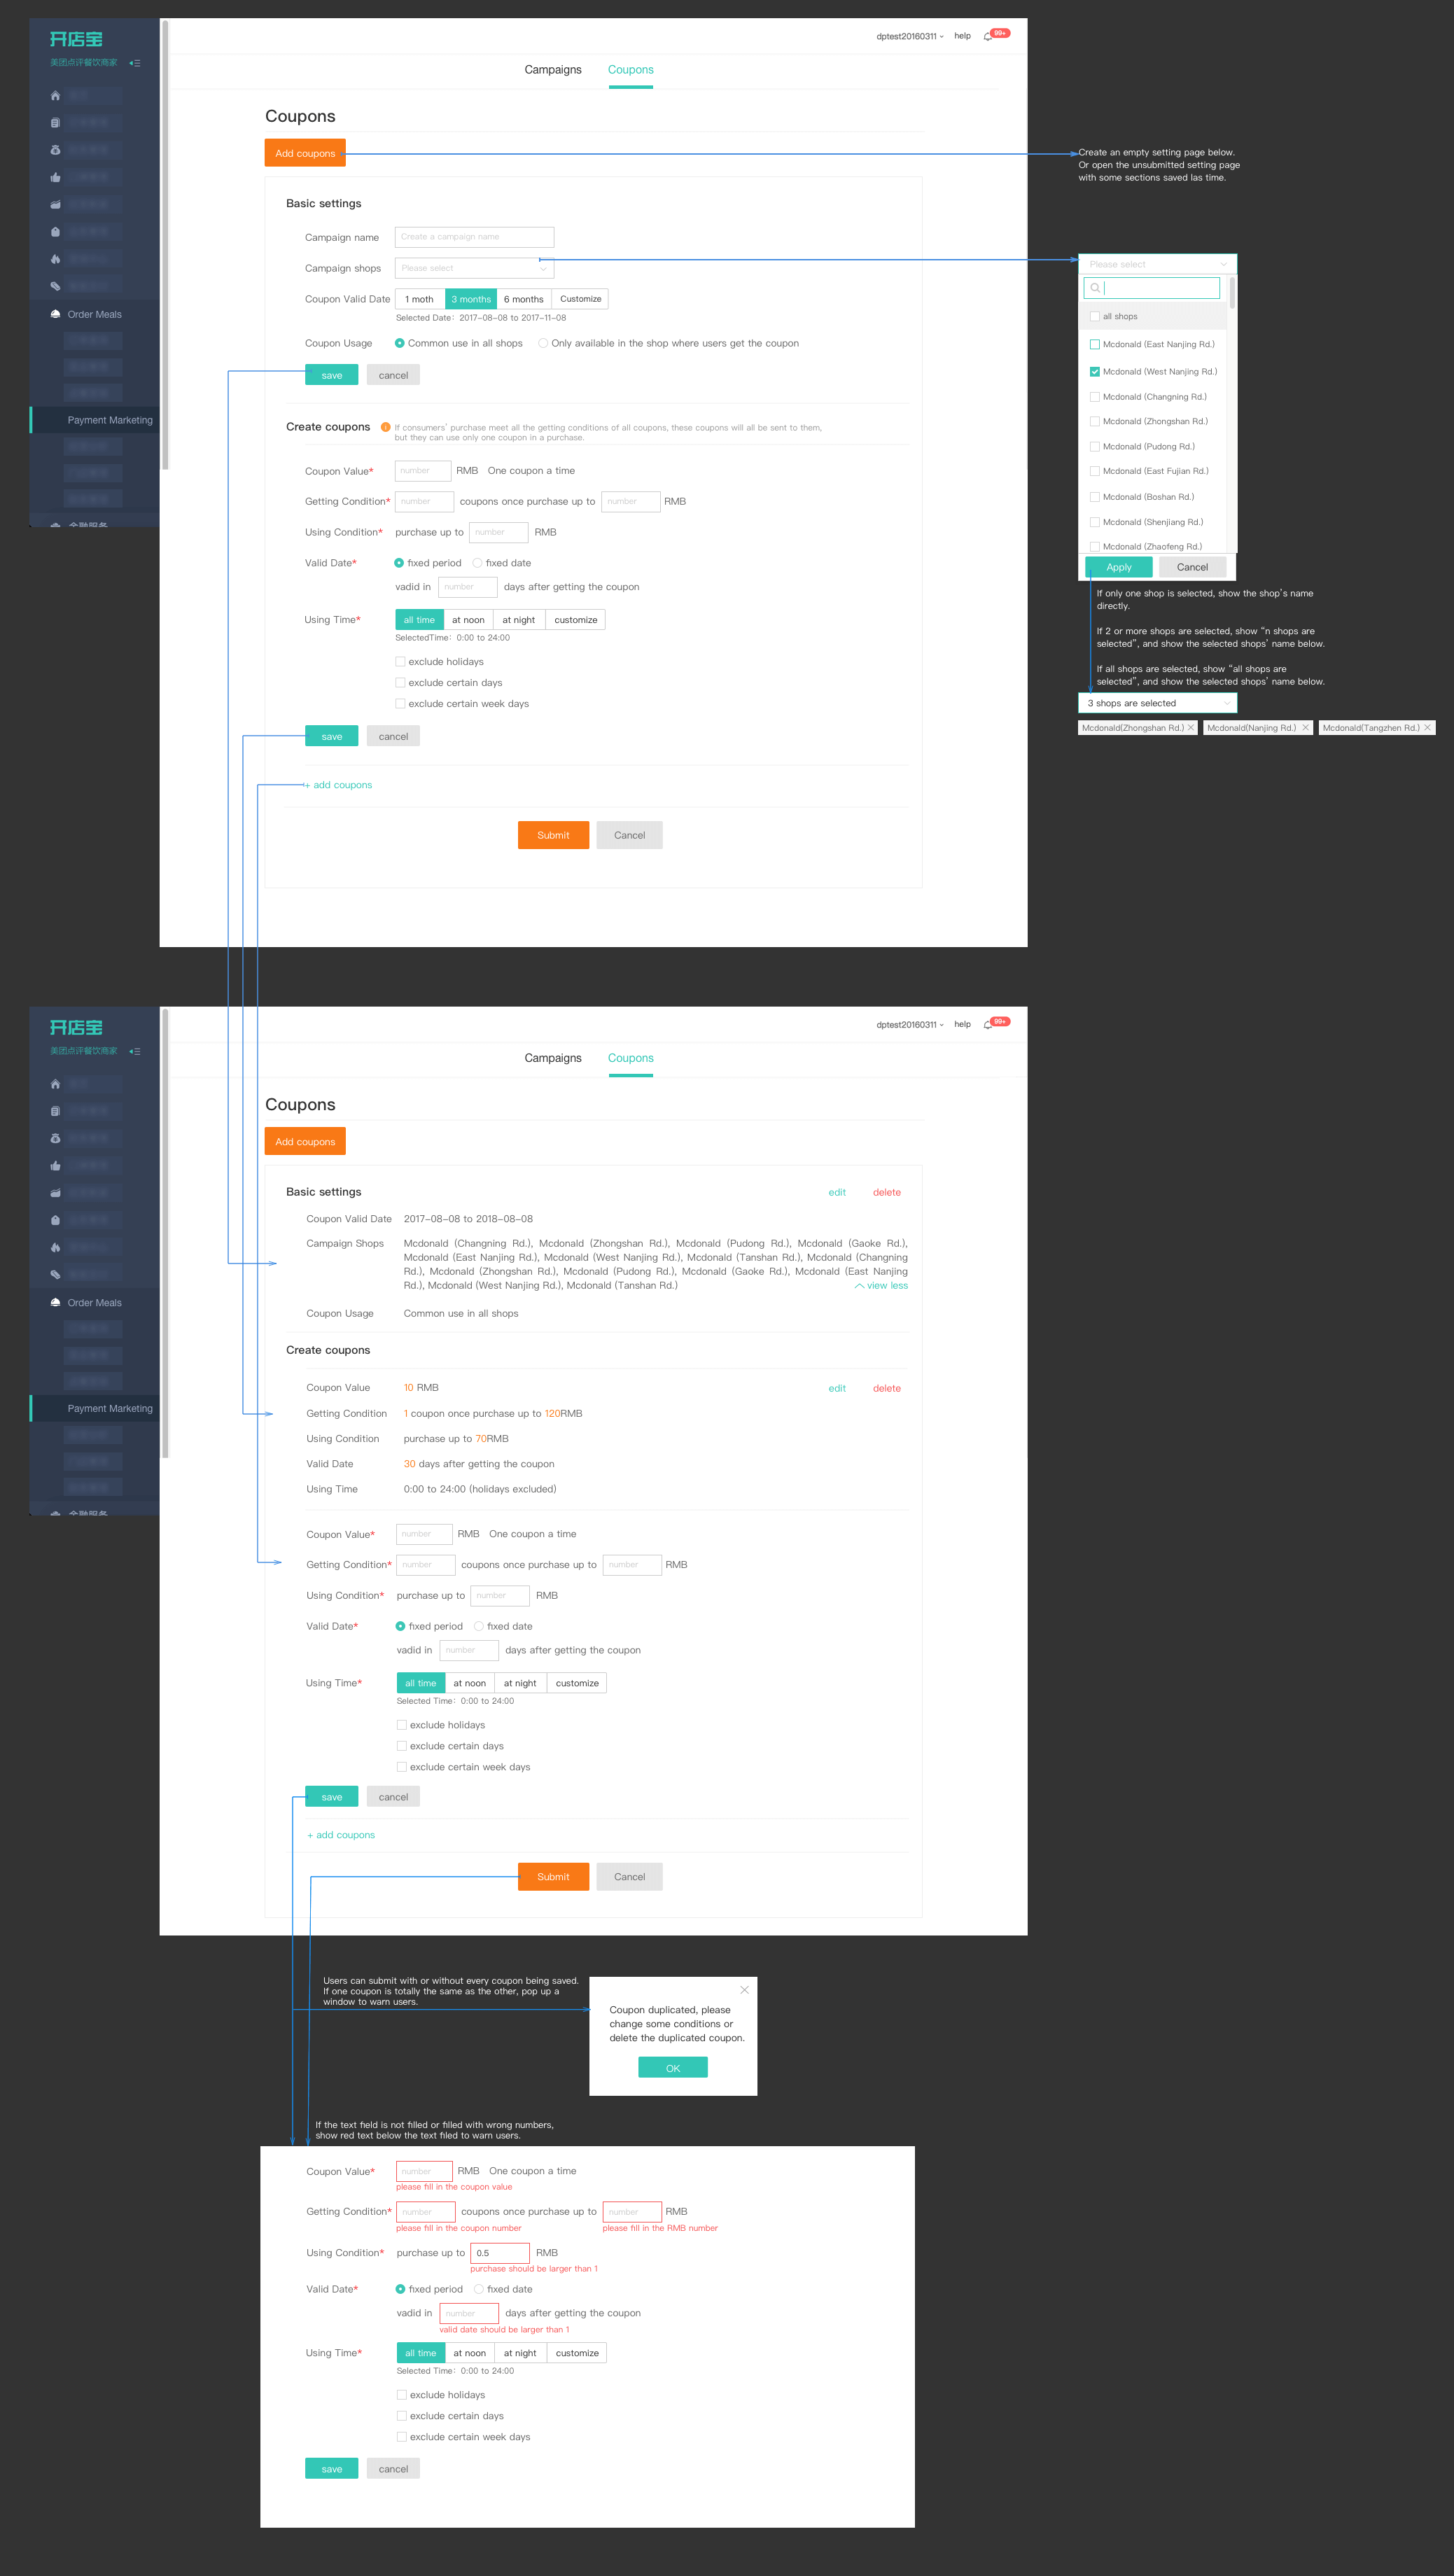 开店宝
美团点评餐饮商家
Order Meals
Payment Marketing
金融服务
dptest20160311 help 99+
Campaigns Coupons
Coupons
Add coupons
Basic settings
Campaign name Create a campaign name
Campaign shops Please select
Coupon Valid Date 1 moth 3 months 6 months Customize
Selected Date: 2017-08-08 to 2017-11-08
Coupon Usage Common use in all shops Only available in the shop where users get the coupon
save cancel
Create coupons If consumers' purchase meet all the getting conditions of all coupons, these coupons will all be sent to them,
but they can use only one coupon in a purchase.
Coupon Value* number RMB One coupon a time
Getting Condition* number coupons once purchase up to number RMB
Using Condition* purchase up to number RMB
Valid Date* fixed period fixed date
vadid in number days after getting the coupon
Using Time* all time at noon at night customize
SelectedTime: 0:00 to 24:00
exclude holidays
exclude certain days
exclude certain week days
save cancel
+ add coupons
Submit Cancel
Create an empty setting page below.
Or open the unsubmitted setting page
with some sections saved las time.
Please select
all shops
Mcdonald (East Nanjing Rd.)
Mcdonald (West Nanjing Rd.)
Mcdonald (Changning Rd.)
Mcdonald (Zhongshan Rd.)
Mcdonald (Pudong Rd.)
Mcdonald (East Fujian Rd.)
Mcdonald (Boshan Rd.)
Mcdonald (Shenjiang Rd.)
Mcdonald (Zhaofeng Rd.)
Apply Cancel
If only one shop is selected, show the shop's name
directly.
If 2 or more shops are selected, show "n shops are
selected", and show the selected shops' name below.
If all shops are selected, show "all shops are
selected", and show the selected shops' name below.
3 shops are selected
Mcdonald(Zhongshan Rd.) Mcdonald(Nanjing Rd.) Mcdonald(Tangzhen Rd.)
开店宝
美团点评餐饮商家
Order Meals
Payment Marketing
金融服务
dptest20160311 help 99+
Campaigns Coupons
Coupons
Add coupons
Basic settings edit delete
Coupon Valid Date 2017-08-08 to 2018-08-08
Campaign Shops Mcdonald (Changning Rd.), Mcdonald (Zhongshan Rd.), Mcdonald (Pudong Rd.), Mcdonald (Gaoke Rd.),
Mcdonald (East Nanjing Rd.), Mcdonald (West Nanjing Rd.), Mcdonald (Tanshan Rd.), Mcdonald (Changning
Rd.), Mcdonald (Zhongshan Rd.), Mcdonald (Pudong Rd.), Mcdonald (Gaoke Rd.), Mcdonald (East Nanjing
Rd.), Mcdonald (West Nanjing Rd.), Mcdonald (Tanshan Rd.) view less
Coupon Usage Common use in all shops
Create coupons
Coupon Value 10 RMB edit delete
Getting Condition 1 coupon once purchase up to 120RMB
Using Condition purchase up to 70RMB
Valid Date 30 days after getting the coupon
Using Time 0:00 to 24:00 (holidays excluded)
Coupon Value* number RMB One coupon a time
Getting Condition* number coupons once purchase up to number RMB
Using Condition* purchase up to number RMB
Valid Date* fixed period fixed date
vadid in number days after getting the coupon
Using Time* all time at noon at night customize
Selected Time: 0:00 to 24:00
exclude holidays
exclude certain days
exclude certain week days
save cancel
+ add coupons
Submit Cancel
Users can submit with or without every coupon being saved.
If one coupon is totally the same as the other, pop up a
window to warn users.
Coupon duplicated, please
change some conditions or
delete the duplicated coupon.
OK
If the text field is not filled or filled with wrong numbers,
show red text below the text filed to warn users.
Coupon Value* number RMB One coupon a time
please fill in the coupon value
Getting Condition* number coupons once purchase up to number RMB
please fill in the coupon number please fill in the RMB number
Using Condition* purchase up to 0.5 RMB
purchase should be larger than 1
Valid Date* fixed period fixed date
vadid in number days after getting the coupon
valid date should be larger than 1
Using Time* all time at noon at night customize
Selected Time: 0:00 to 24:00
exclude holidays
exclude certain days
exclude certain week days
save cancel